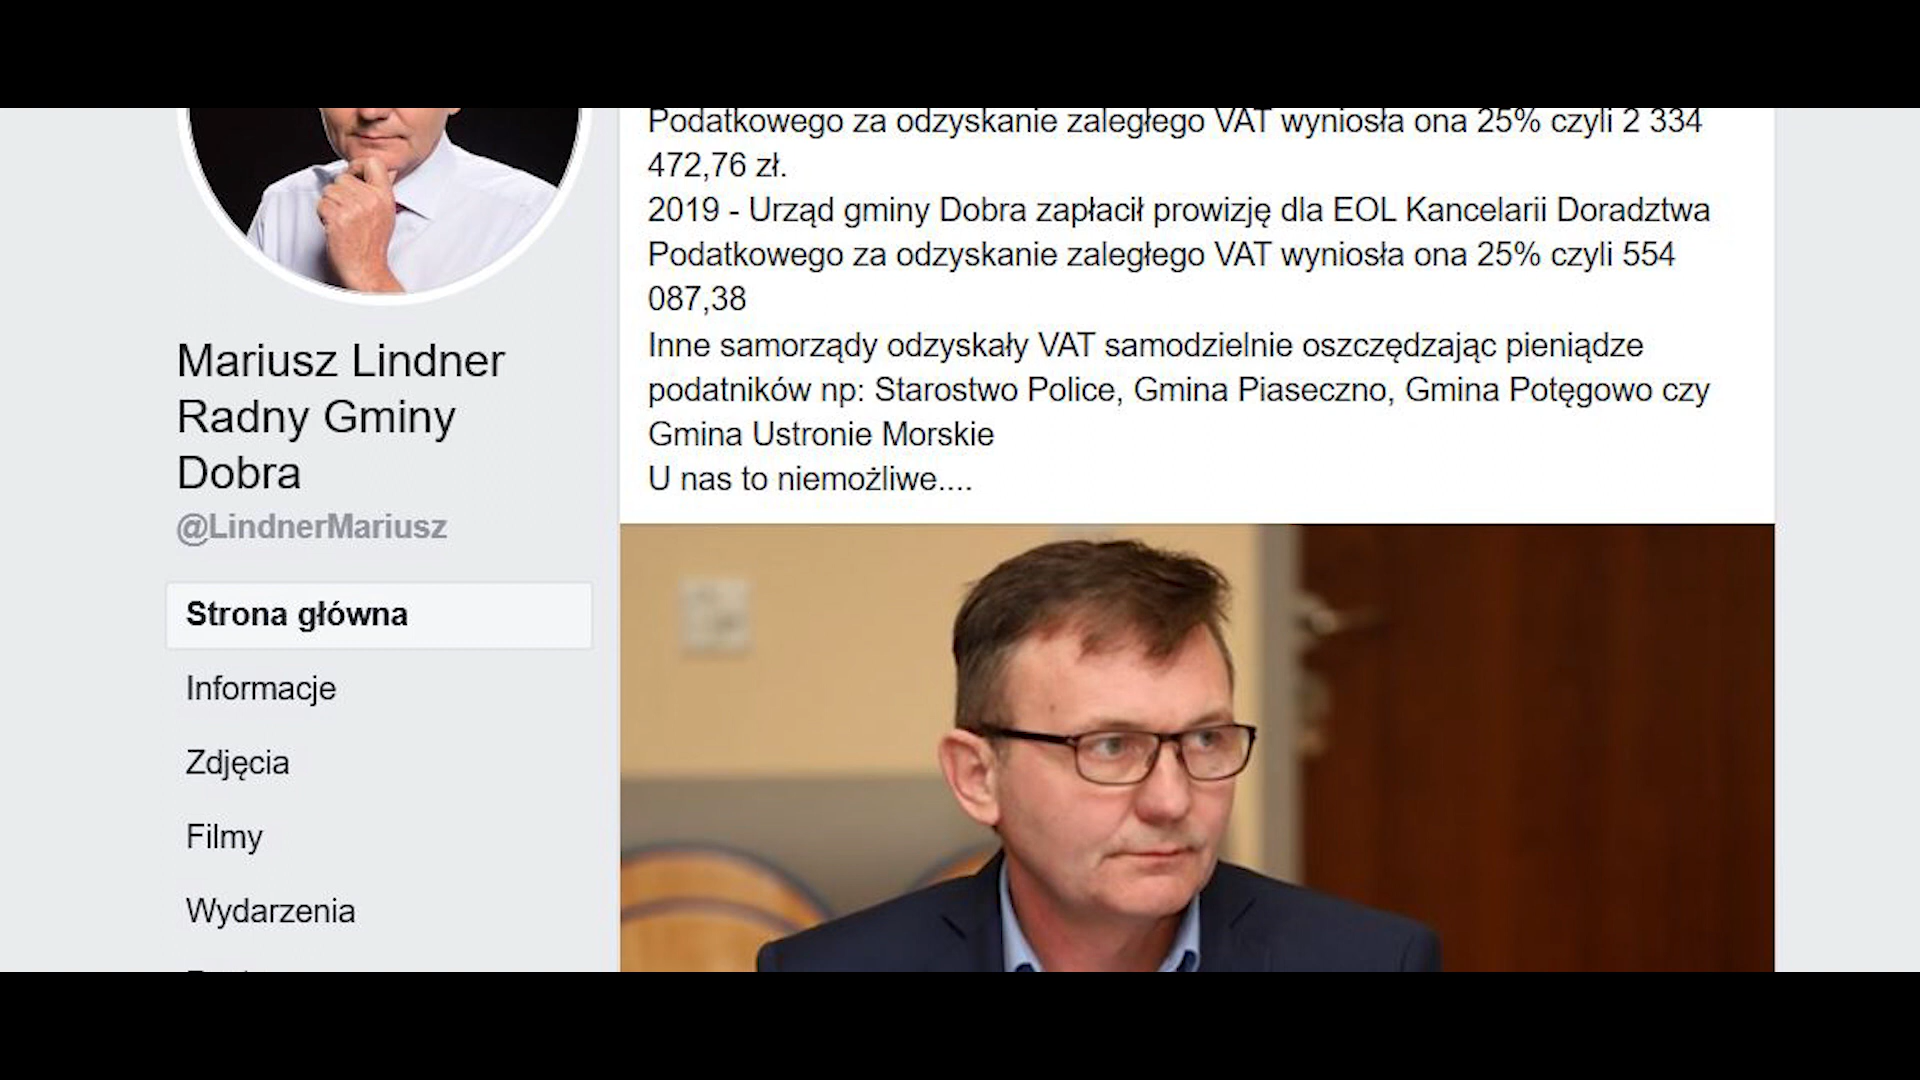 Podatkowego za odzyskanie zaległego VAT wyniosła ona 25% czyli 2 334
472,76 zł.
2019 - Urząd gminy Dobra zapłacił prowizję dla EOL Kancelarii Doradztwa
Podatkowego za odzyskanie zaległego VAT wyniosła ona 25% czyli 554
087,38
Inne samorządy odzyskały VAT samodzielnie oszczędzając pieniądze
podatników np: Starostwo Police, Gmina Piaseczno, Gmina Potęgowo czy
Gmina Ustronie Morskie
U nas to niemożliwe....
Mariusz Lindner
Radny Gminy
Dobra
@LindnerMariusz
Strona główna
Informacje
Zdjęcia
Filmy
Wydarzenia